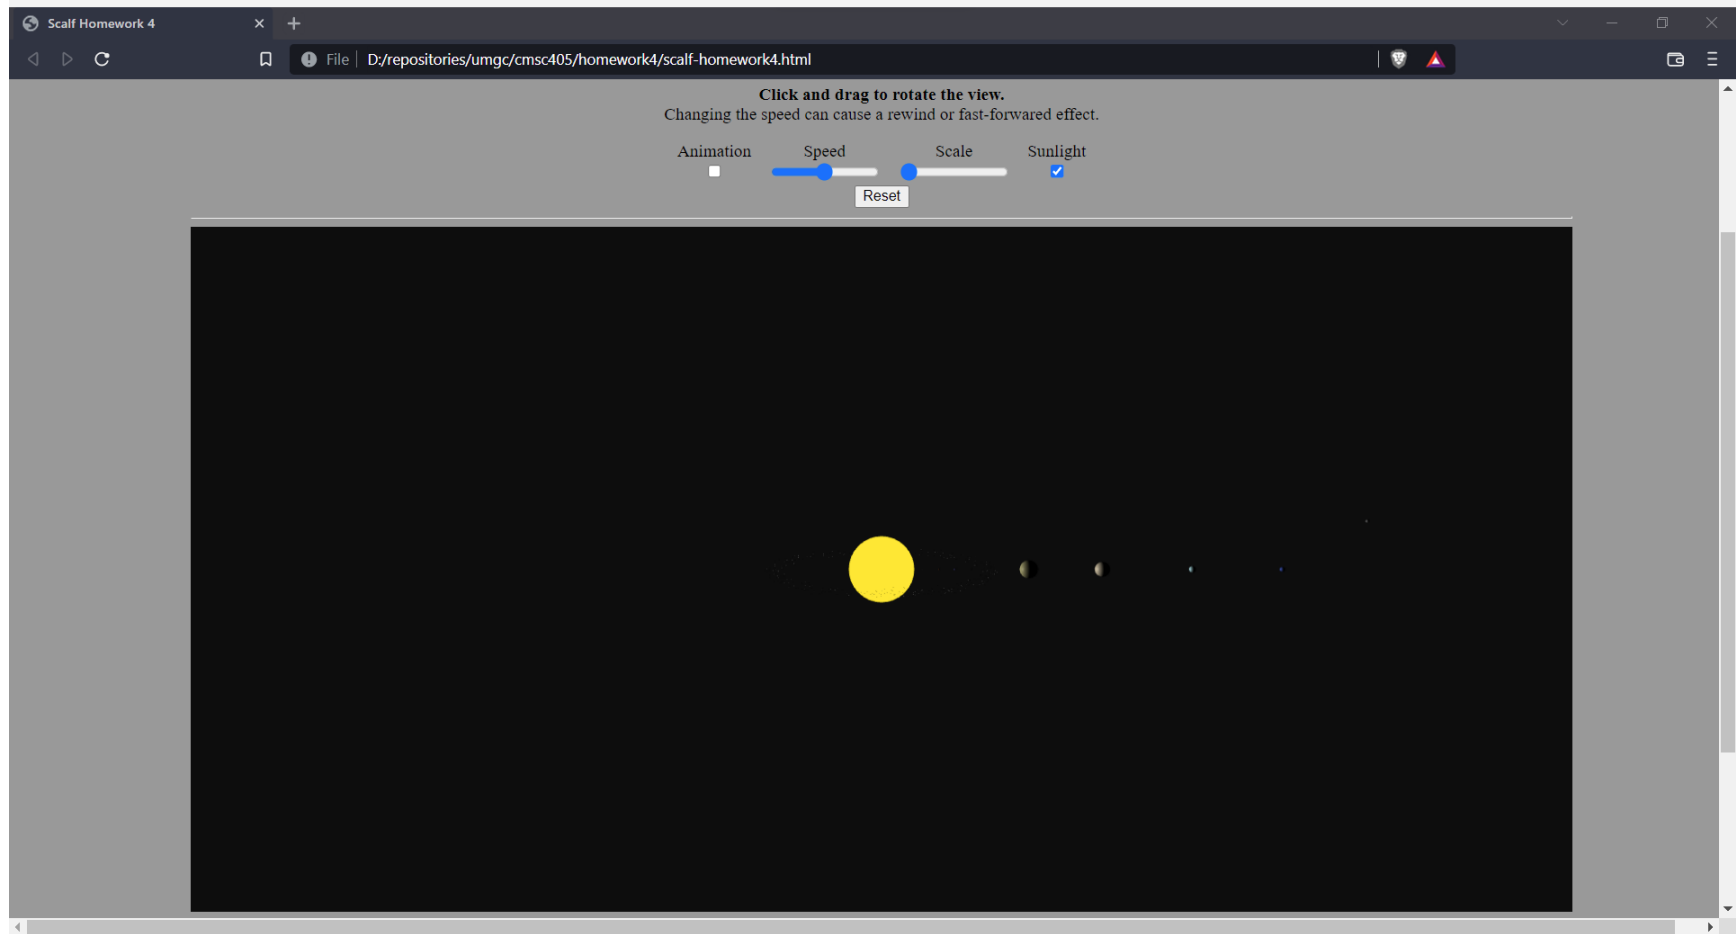 Scalf Homework 4
File D:/repositories/umgc/cmsc405/homework4/scalf-homework4.html
Click and drag to rotate the view.
Changing the speed can cause a rewind or fast-forwared effect.
Animation Speed Scale Sunlight
Reset